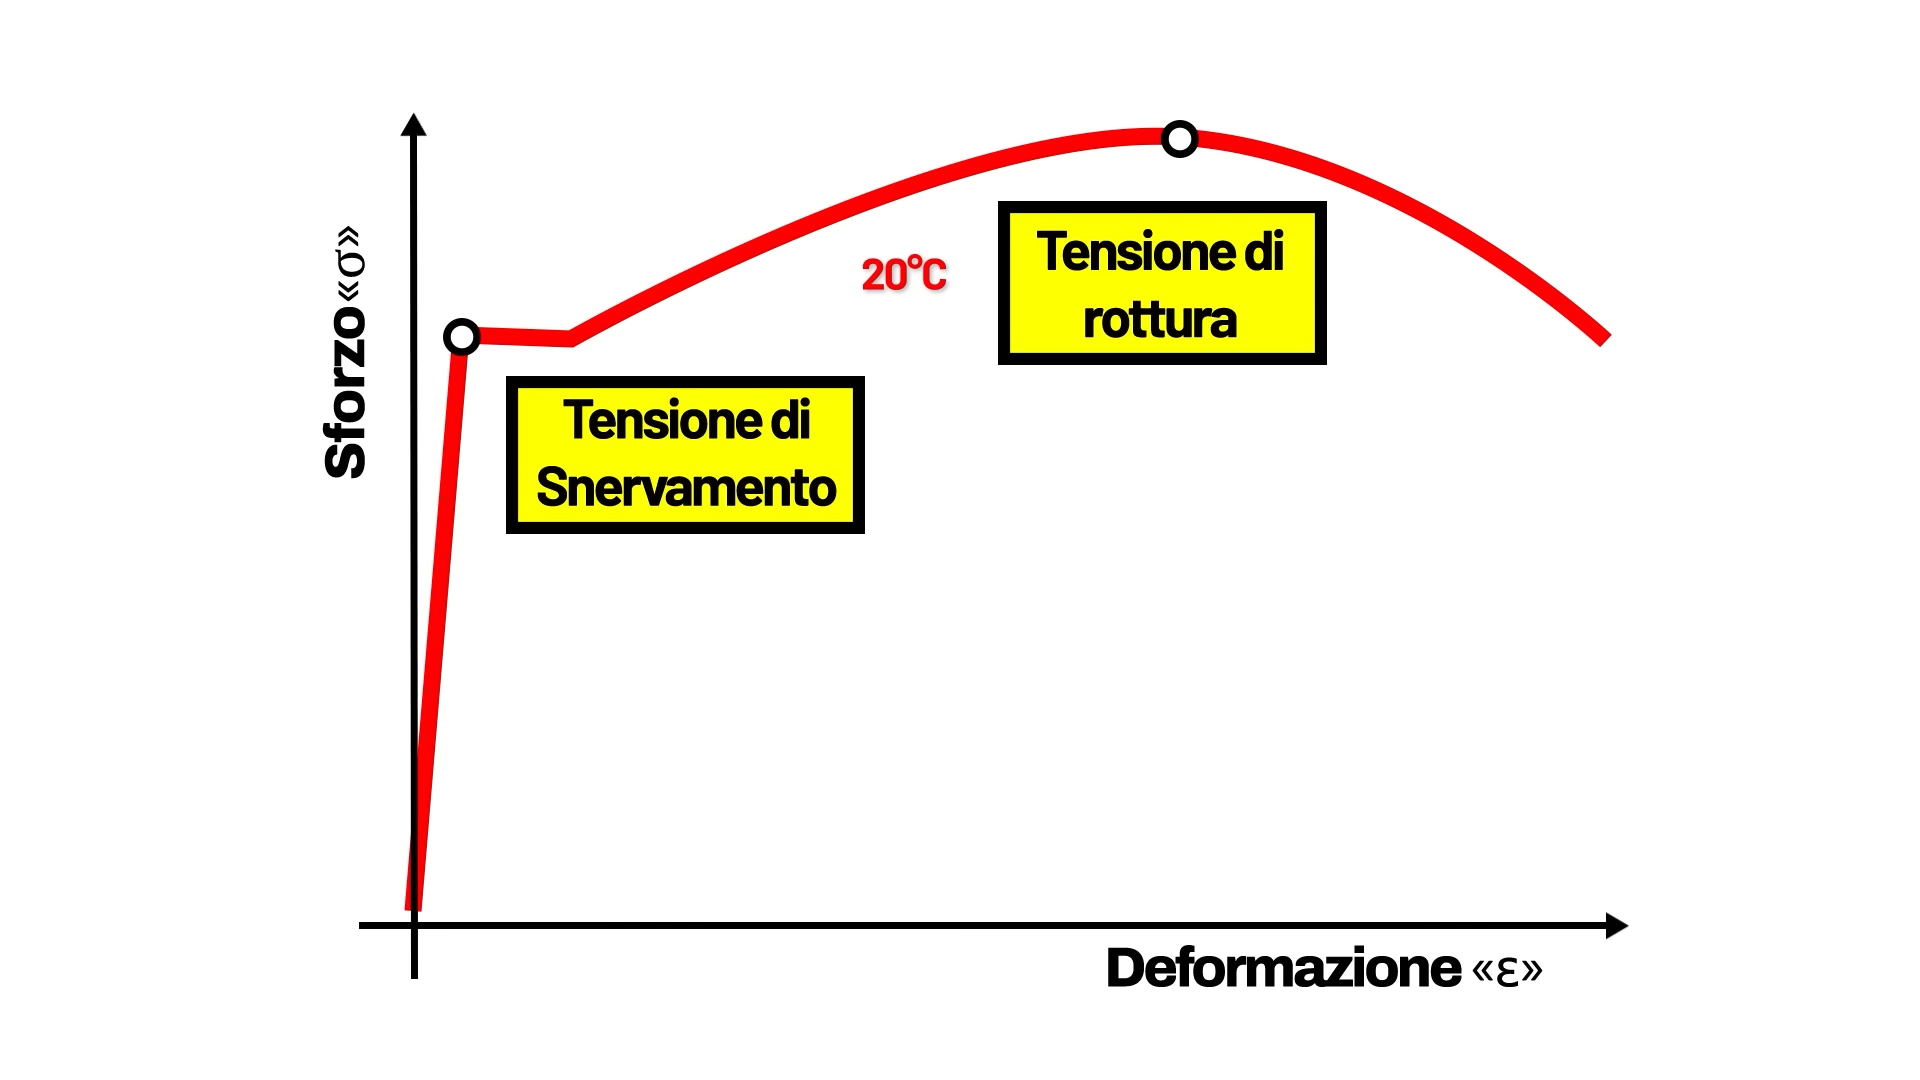 Sforzo «σ»
20°C
Tensione di
rottura
Tensione di
Snervamento
Deformazione «ε»